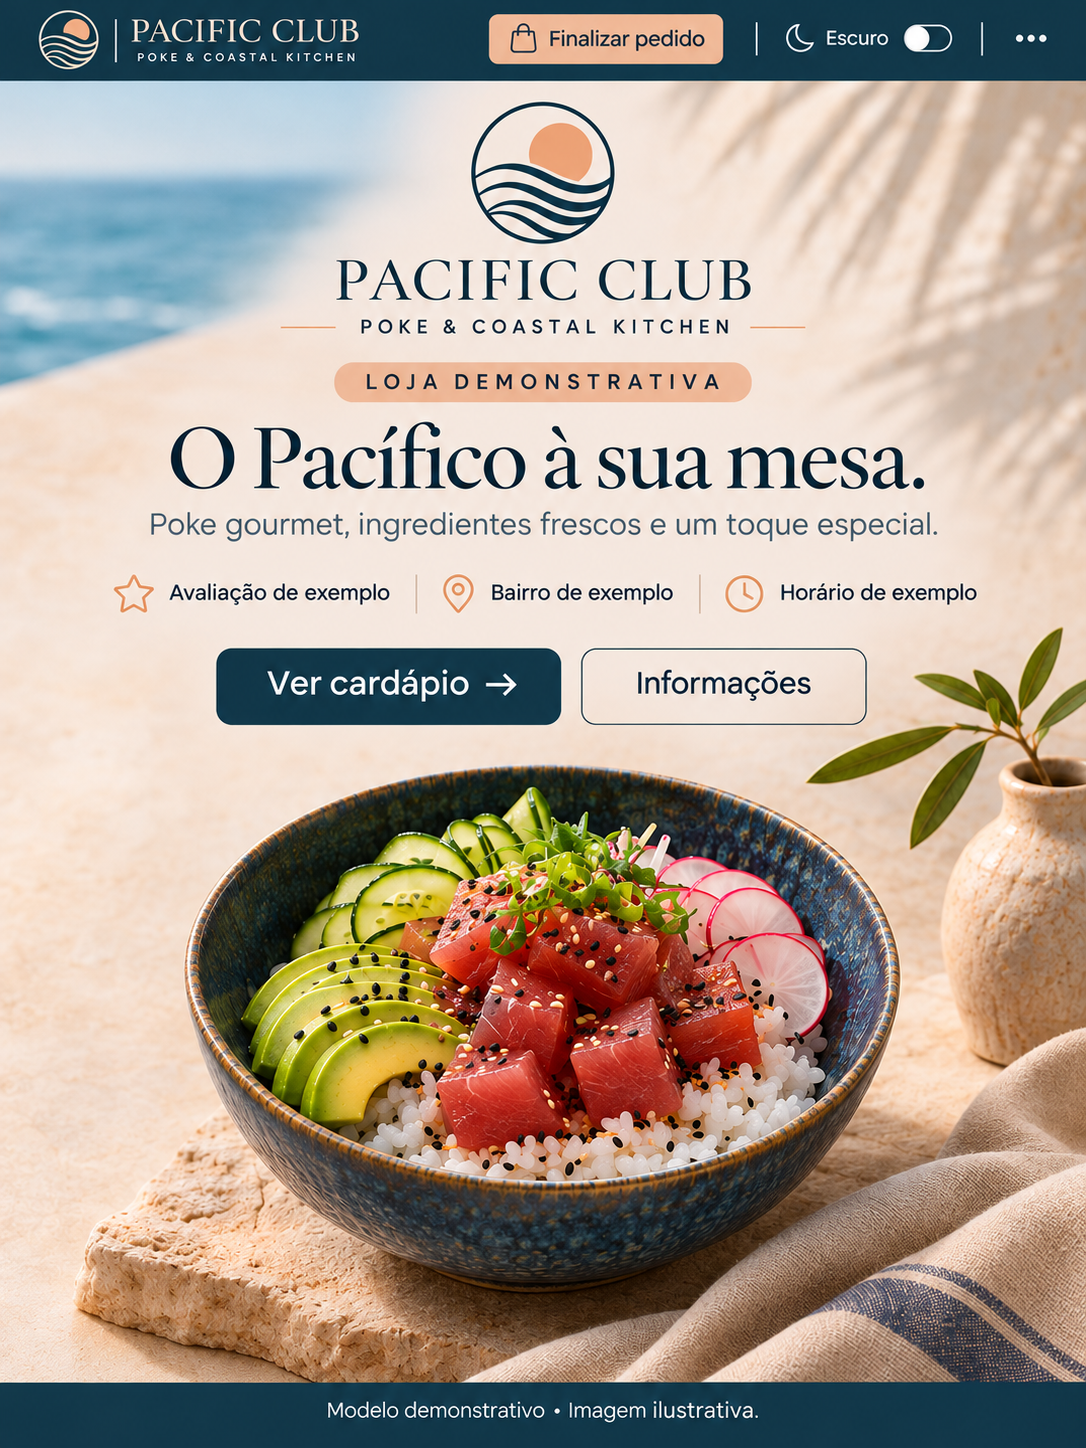 PACIFIC CLUB
POKE & COASTAL KITCHEN
Finalizar pedido
Escuro
PACIFIC CLUB
POKE & COASTAL KITCHEN
LOJA DEMONSTRATIVA
O Pacífico à sua mesa.
Poke gourmet, ingredientes frescos e um toque especial.
Avaliação de exemplo
Bairro de exemplo
Horário de exemplo
Ver cardápio →
Informações
Modelo demonstrativo • Imagem ilustrativa.